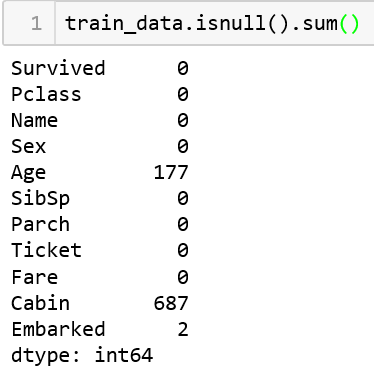 1 train_data.isnull().sum()
Survived 0
Pclass 0
Name 0
Sex 0
Age 177
SibSp 0
Parch 0
Ticket 0
Fare 0
Cabin 687
Embarked 2
dtype: int64